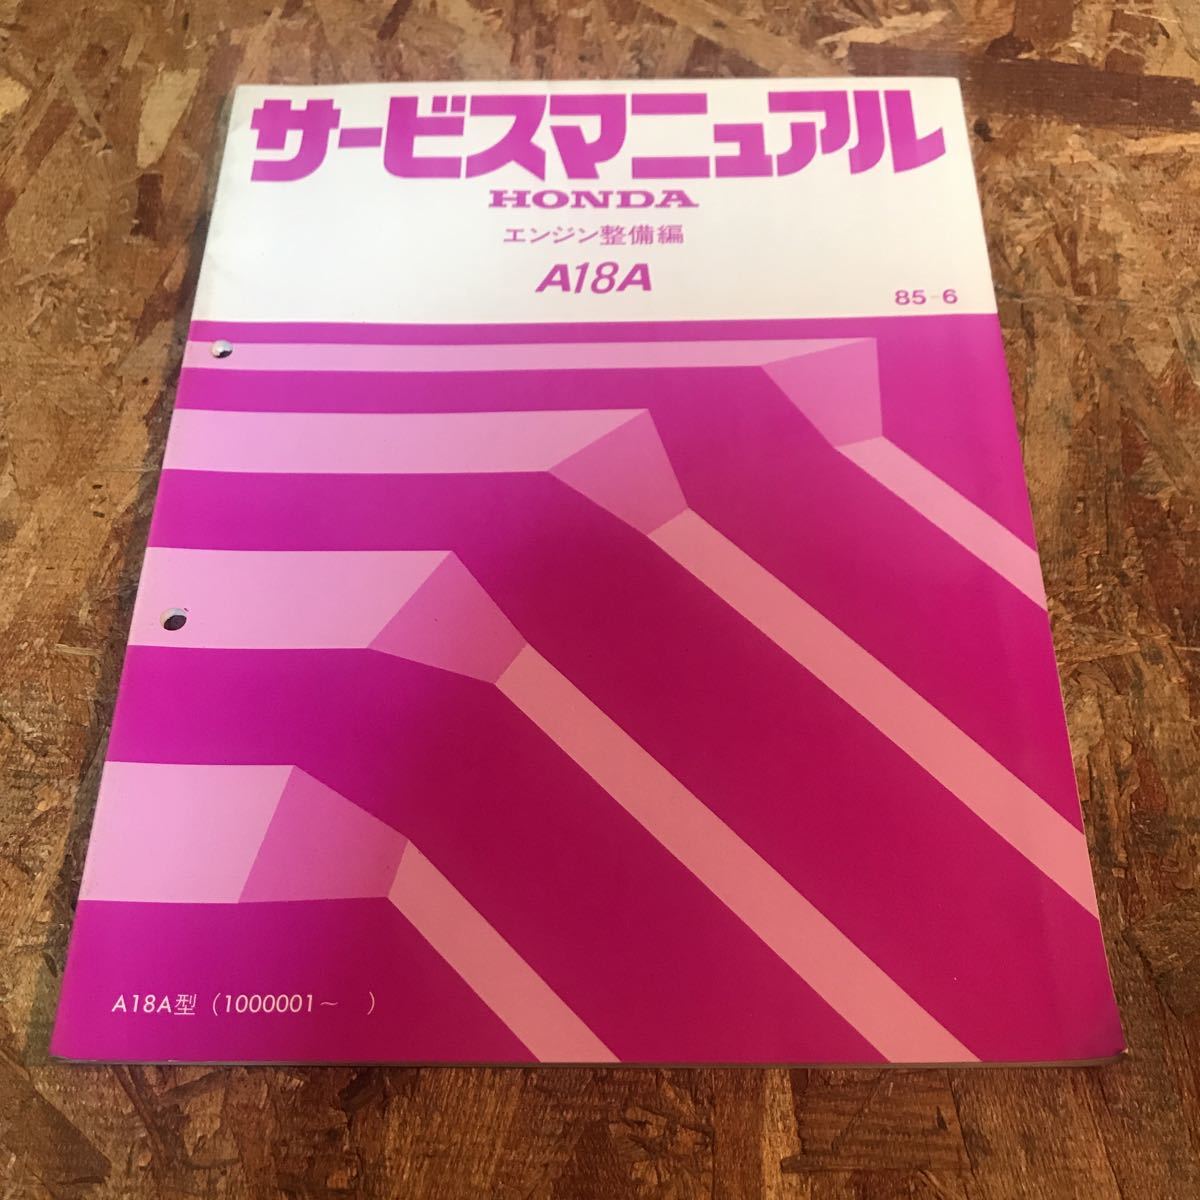 サービスマニュアル
HONDA
エンジン整備編
A18A
85-6
A18A型 (1000001～　)